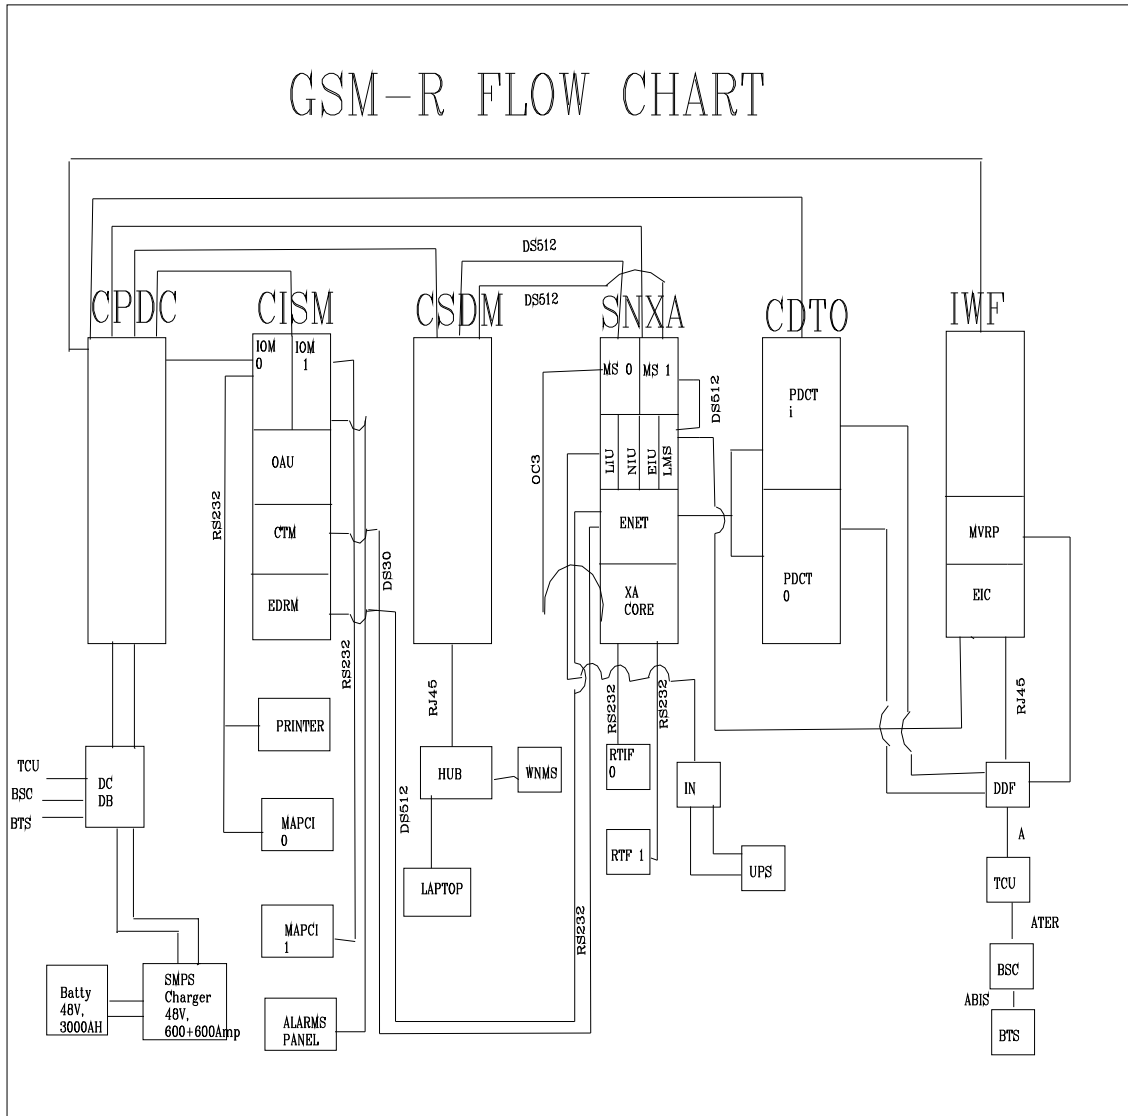 GSM-R FLOW CHART
DS512
DS512
CPDC
CISM
CSDM
SNXA
CDTO
IWF
IOM
0
IOM
1
OAU
CTM
EDRM
RS232
RS232
DS30
DS512
OC3
MS 0
MS 1
DS512
LIU
NIU
EIU
LMS
ENET
XA
CORE
PDCT
i
PDCT
0
MVRP
EIC
RJ45
RS232
RS232
RJ45
PRINTER
MAPCI
0
MAPCI
1
ALARMS
PANEL
TCU
BSC
BTS
DC
DB
Batty
48V,
3000AH
SMPS
Charger
48V,
600+600Amp
HUB
WNMS
LAPTOP
RTIF
0
RTF 1
IN
UPS
RS232
DDF
A
TCU
ATER
BSC
ABIS
BTS